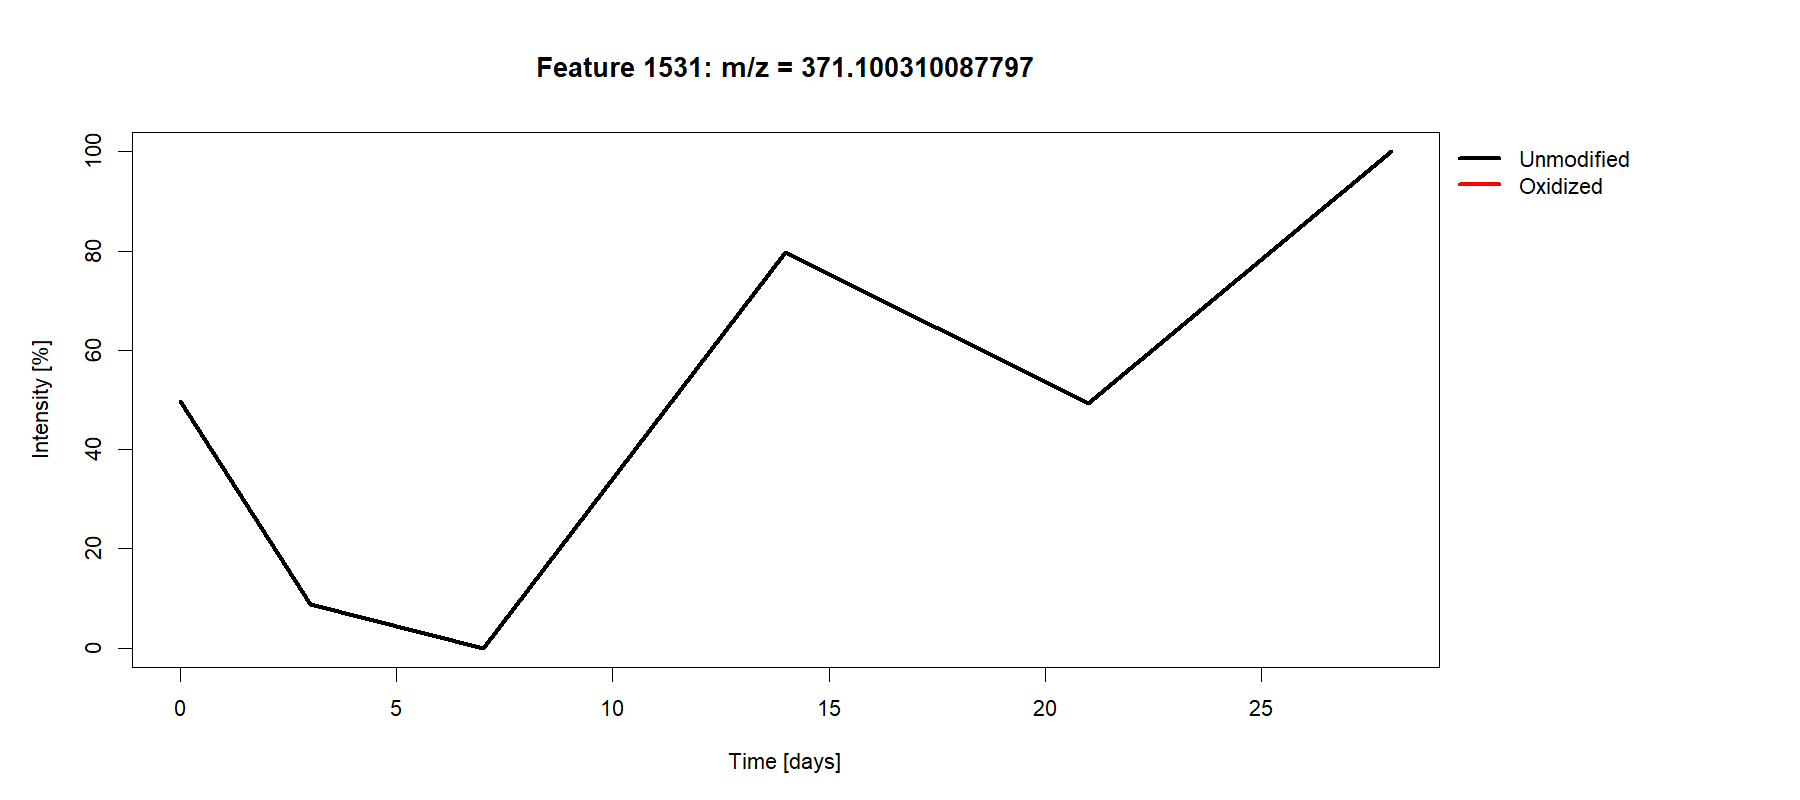 Feature 1531: m/z = 371.100310087797
100
80
60
40
20
0
Intensity [%]
Unmodified
Oxidized
0 5 10 15 20 25
Time [days]